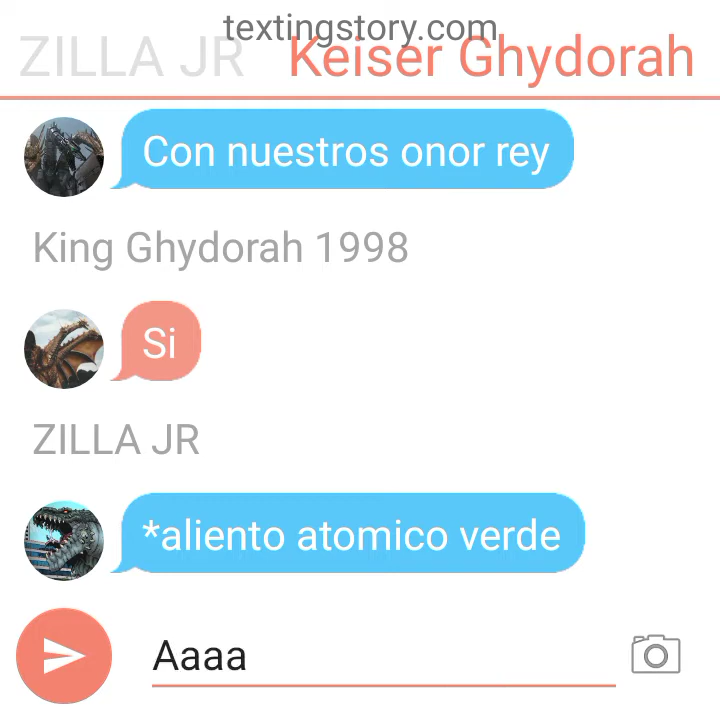 textingstory.com
ZILLA JR Keiser Ghydorah
Con nuestros onor rey
King Ghydorah 1998
Si
ZILLA JR
*aliento atomico verde
Aaaa